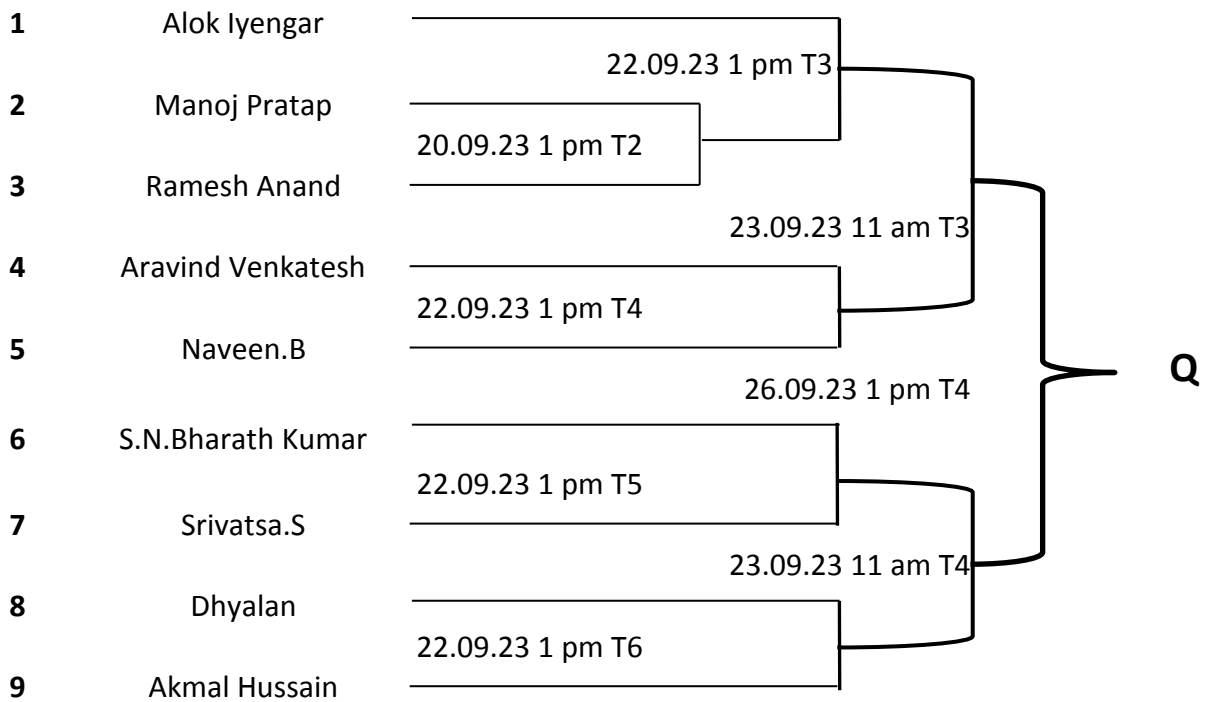 1 Alok Iyengar
22.09.23 1 pm T3
2 Manoj Pratap
20.09.23 1 pm T2
3 Ramesh Anand
23.09.23 11 am T3
4 Aravind Venkatesh
22.09.23 1 pm T4
5 Naveen.B
Q
26.09.23 1 pm T4
6 S.N.Bharath Kumar
22.09.23 1 pm T5
7 Srivatsa.S
23.09.23 11 am T4
8 Dhyalan
22.09.23 1 pm T6
9 Akmal Hussain